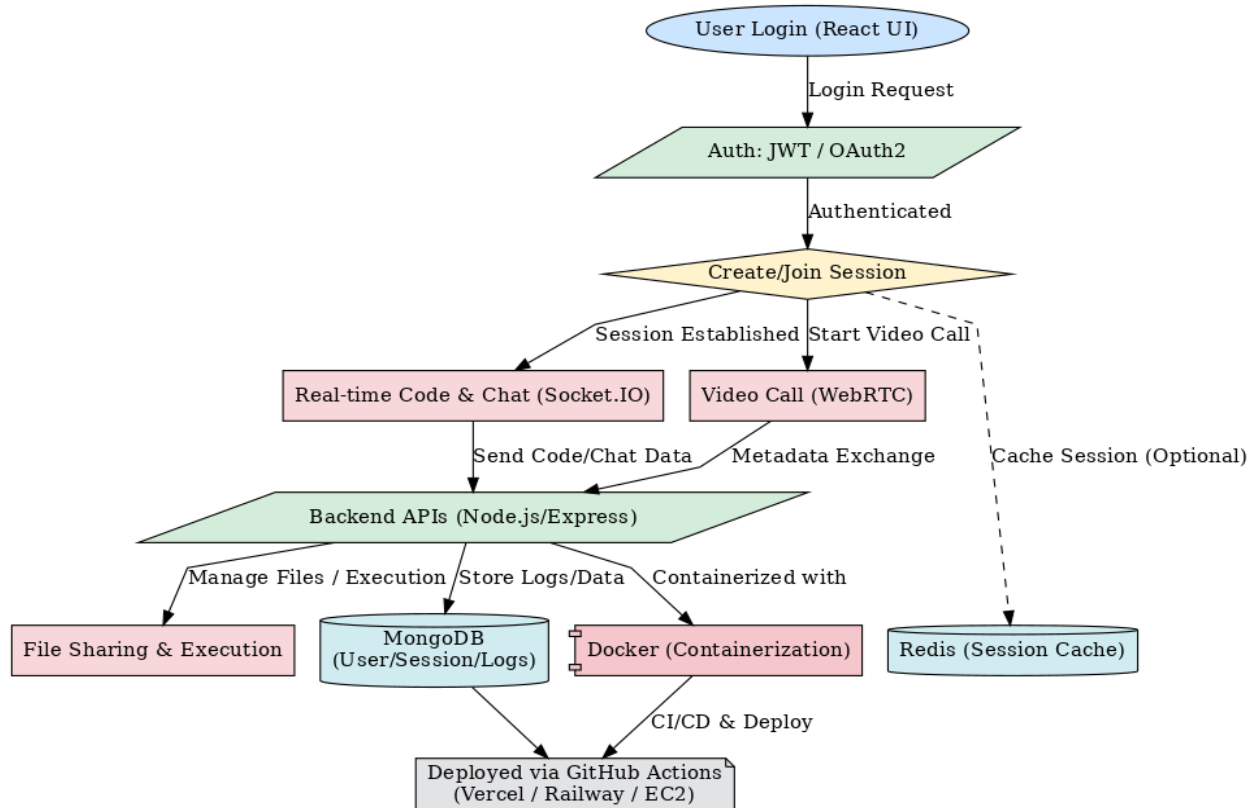 User Login (React UI)
Login Request
Auth: JWT / OAuth2
Authenticated
Create/Join Session
Session Established
Start Video Call
Real-time Code & Chat (Socket.IO)
Video Call (WebRTC)
Send Code/Chat Data
Metadata Exchange
Cache Session (Optional)
Backend APIs (Node.js/Express)
Manage Files / Execution
Store Logs/Data
Containerized with
File Sharing & Execution
MongoDB
(User/Session/Logs)
Docker (Containerization)
Redis (Session Cache)
CI/CD & Deploy
Deployed via GitHub Actions
(Vercel / Railway / EC2)